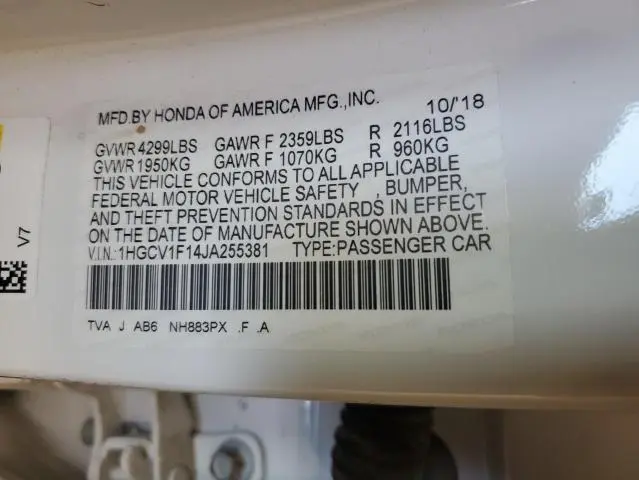 MFD.BY HONDA OF AMERICA MFG.,INC. 10/'18
GVWR 4299LBS GAWR F 2359LBS R 2116LBS
GVWR 1950KG GAWR F 1070KG R 960KG
THIS VEHICLE CONFORMS TO ALL APPLICABLE
FEDERAL MOTOR VEHICLE SAFETY , BUMPER,
AND THEFT PREVENTION STANDARDS IN EFFECT
ON THE DATE OF MANUFACTURE SHOWN ABOVE.
V.I.N.:1HGCV1F14JA255381 TYPE:PASSENGER CAR
TVA J AB6 NH883PX .F .A
V7